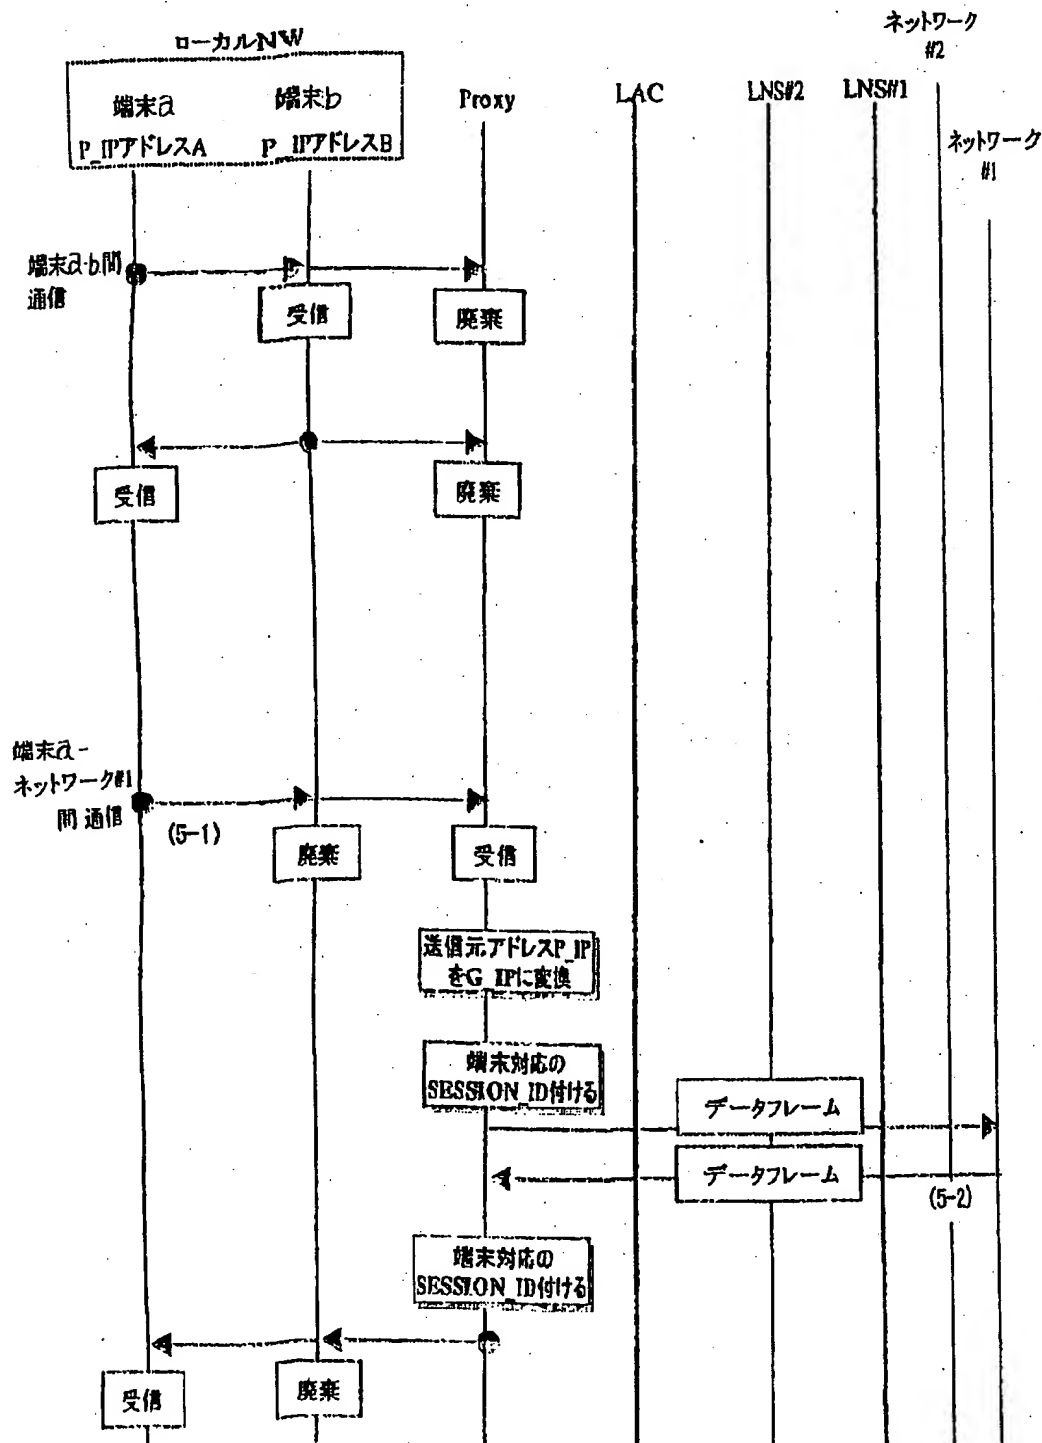 ネットワーク
#2
ローカルNW
端末a
端末b
Proxy
LAC
LNS#2
LNS#1
P_IPアドレスA
P_IPアドレスB
ネットワーク
#1
端末a-b間
通信
受信
廃棄
受信
廃棄
端末a-
ネットワーク#1
間 通信
(5-1)
廃棄
受信
送信元アドレスP_IP
をG_IPに変換
端末対応の
SESSION_ID付ける
データフレーム
データフレーム
(5-2)
端末対応の
SESSION_ID付ける
受信
廃棄